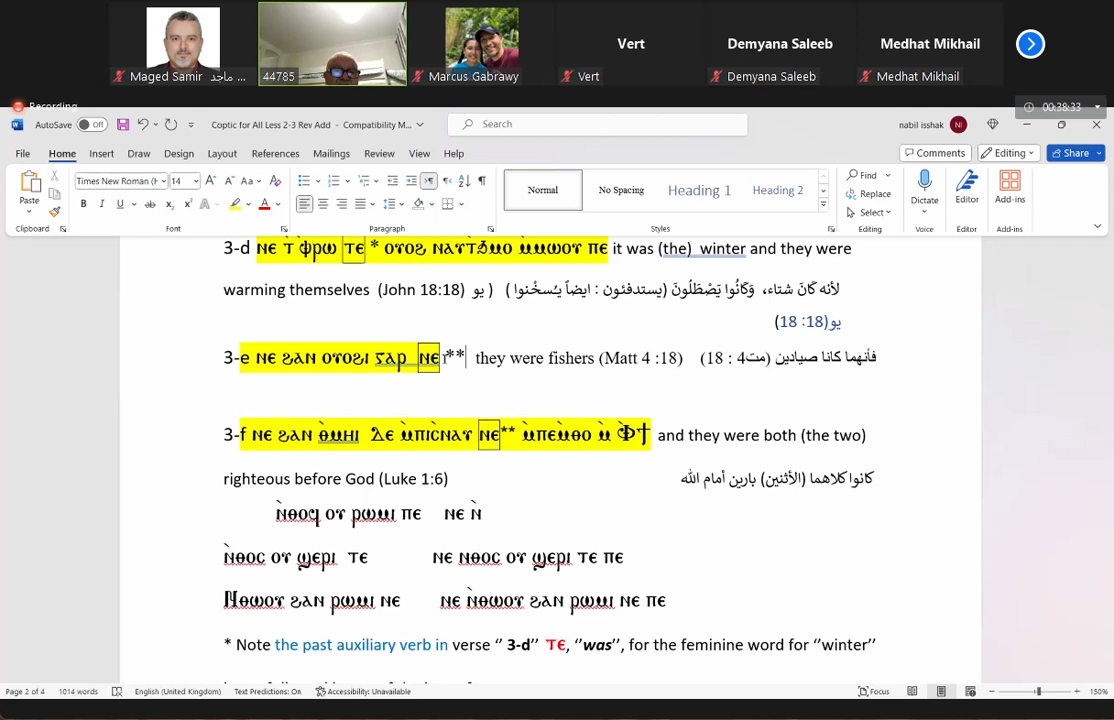 Maged Samir ماجد ...
44785
Marcus Gabrawy
Vert
Vert
Demyana Saleeb
Demyana Saleeb
Medhat Mikhail
Medhat Mikhail
Recording
00:38:33
AutoSave Off
Coptic for All Less 2-3 Rev Add - Compatibility M...
Search
nabil isshak NI
File Home Insert Draw Design Layout References Mailings Review View Help
Comments Editing Share
Paste
Times New Roman (H 14
Normal No Spacing Heading 1 Heading 2
Find
Replace
Select
Dictate
Editor
Add-ins
Clipboard Font Paragraph Styles Editing Voice Editor Add-ins
3-d ⲛⲉ ϯ ⲫ̀ⲣⲱ ⲧⲉ * ⲟⲩⲟϩ ⲛⲁⲩⲧϧⲙⲟ ⲙ̀ⲙⲱⲟⲩ ⲡⲉ it was (the) winter and they were
warming themselves (John 18:18) يو ) ( لأنه كَانَ شتاء، وَكَانُوا يَصْطَلُونَ (يستدفئون : ايضاً يُسخْنوا
يو(18: 18)
3-e ⲛⲉ ϩⲁⲛ ⲟⲩⲟϩⲓ ⲅⲁⲣ ⲛⲉ ** they were fishers (Matt 4 :18) فأنهما كانا صيادين (مت4 : 18)
3-f ⲛⲉ ϩⲁⲛ ⲑ̀ⲙⲏⲓ ⲇⲉ ⲙ̀ⲡⲓⲥⲛⲁⲩ ⲛⲉ** ⲙ̀ⲡⲉⲙ̀ⲑⲟ ⲙ̀ Ⲫ̀ϯ and they were both (the two)
righteous before God (Luke 1:6) كانوا كلاهما (الأثنين) بارين أمام الله
ⲛ̀ⲑⲟϥ ⲟⲩ ⲣⲱⲙⲓ ⲡⲉ ⲛⲉ ⲛ̀
ⲛ̀ⲑⲟⲥ ⲟⲩ ϣⲉⲣⲓ ⲧⲉ ⲛⲉ ⲛⲑⲟⲥ ⲟⲩ ϣⲉⲣⲓ ⲧⲉ ⲡⲉ
Ⲛⲑⲱⲟⲩ ϩⲁⲛ ⲣⲱⲙⲓ ⲛⲉ ⲛⲉ ⲛ̀ⲑⲱⲟⲩ ϩⲁⲛ ⲣⲱⲙⲓ ⲛⲉ ⲡⲉ
* Note the past auxiliary verb in verse “ 3-d” ⲧⲉ, “was”, for the feminine word for “winter”
Page 2 of 4 1014 words English (United Kingdom) Text Predictions: On Accessibility: Unavailable Focus 150%